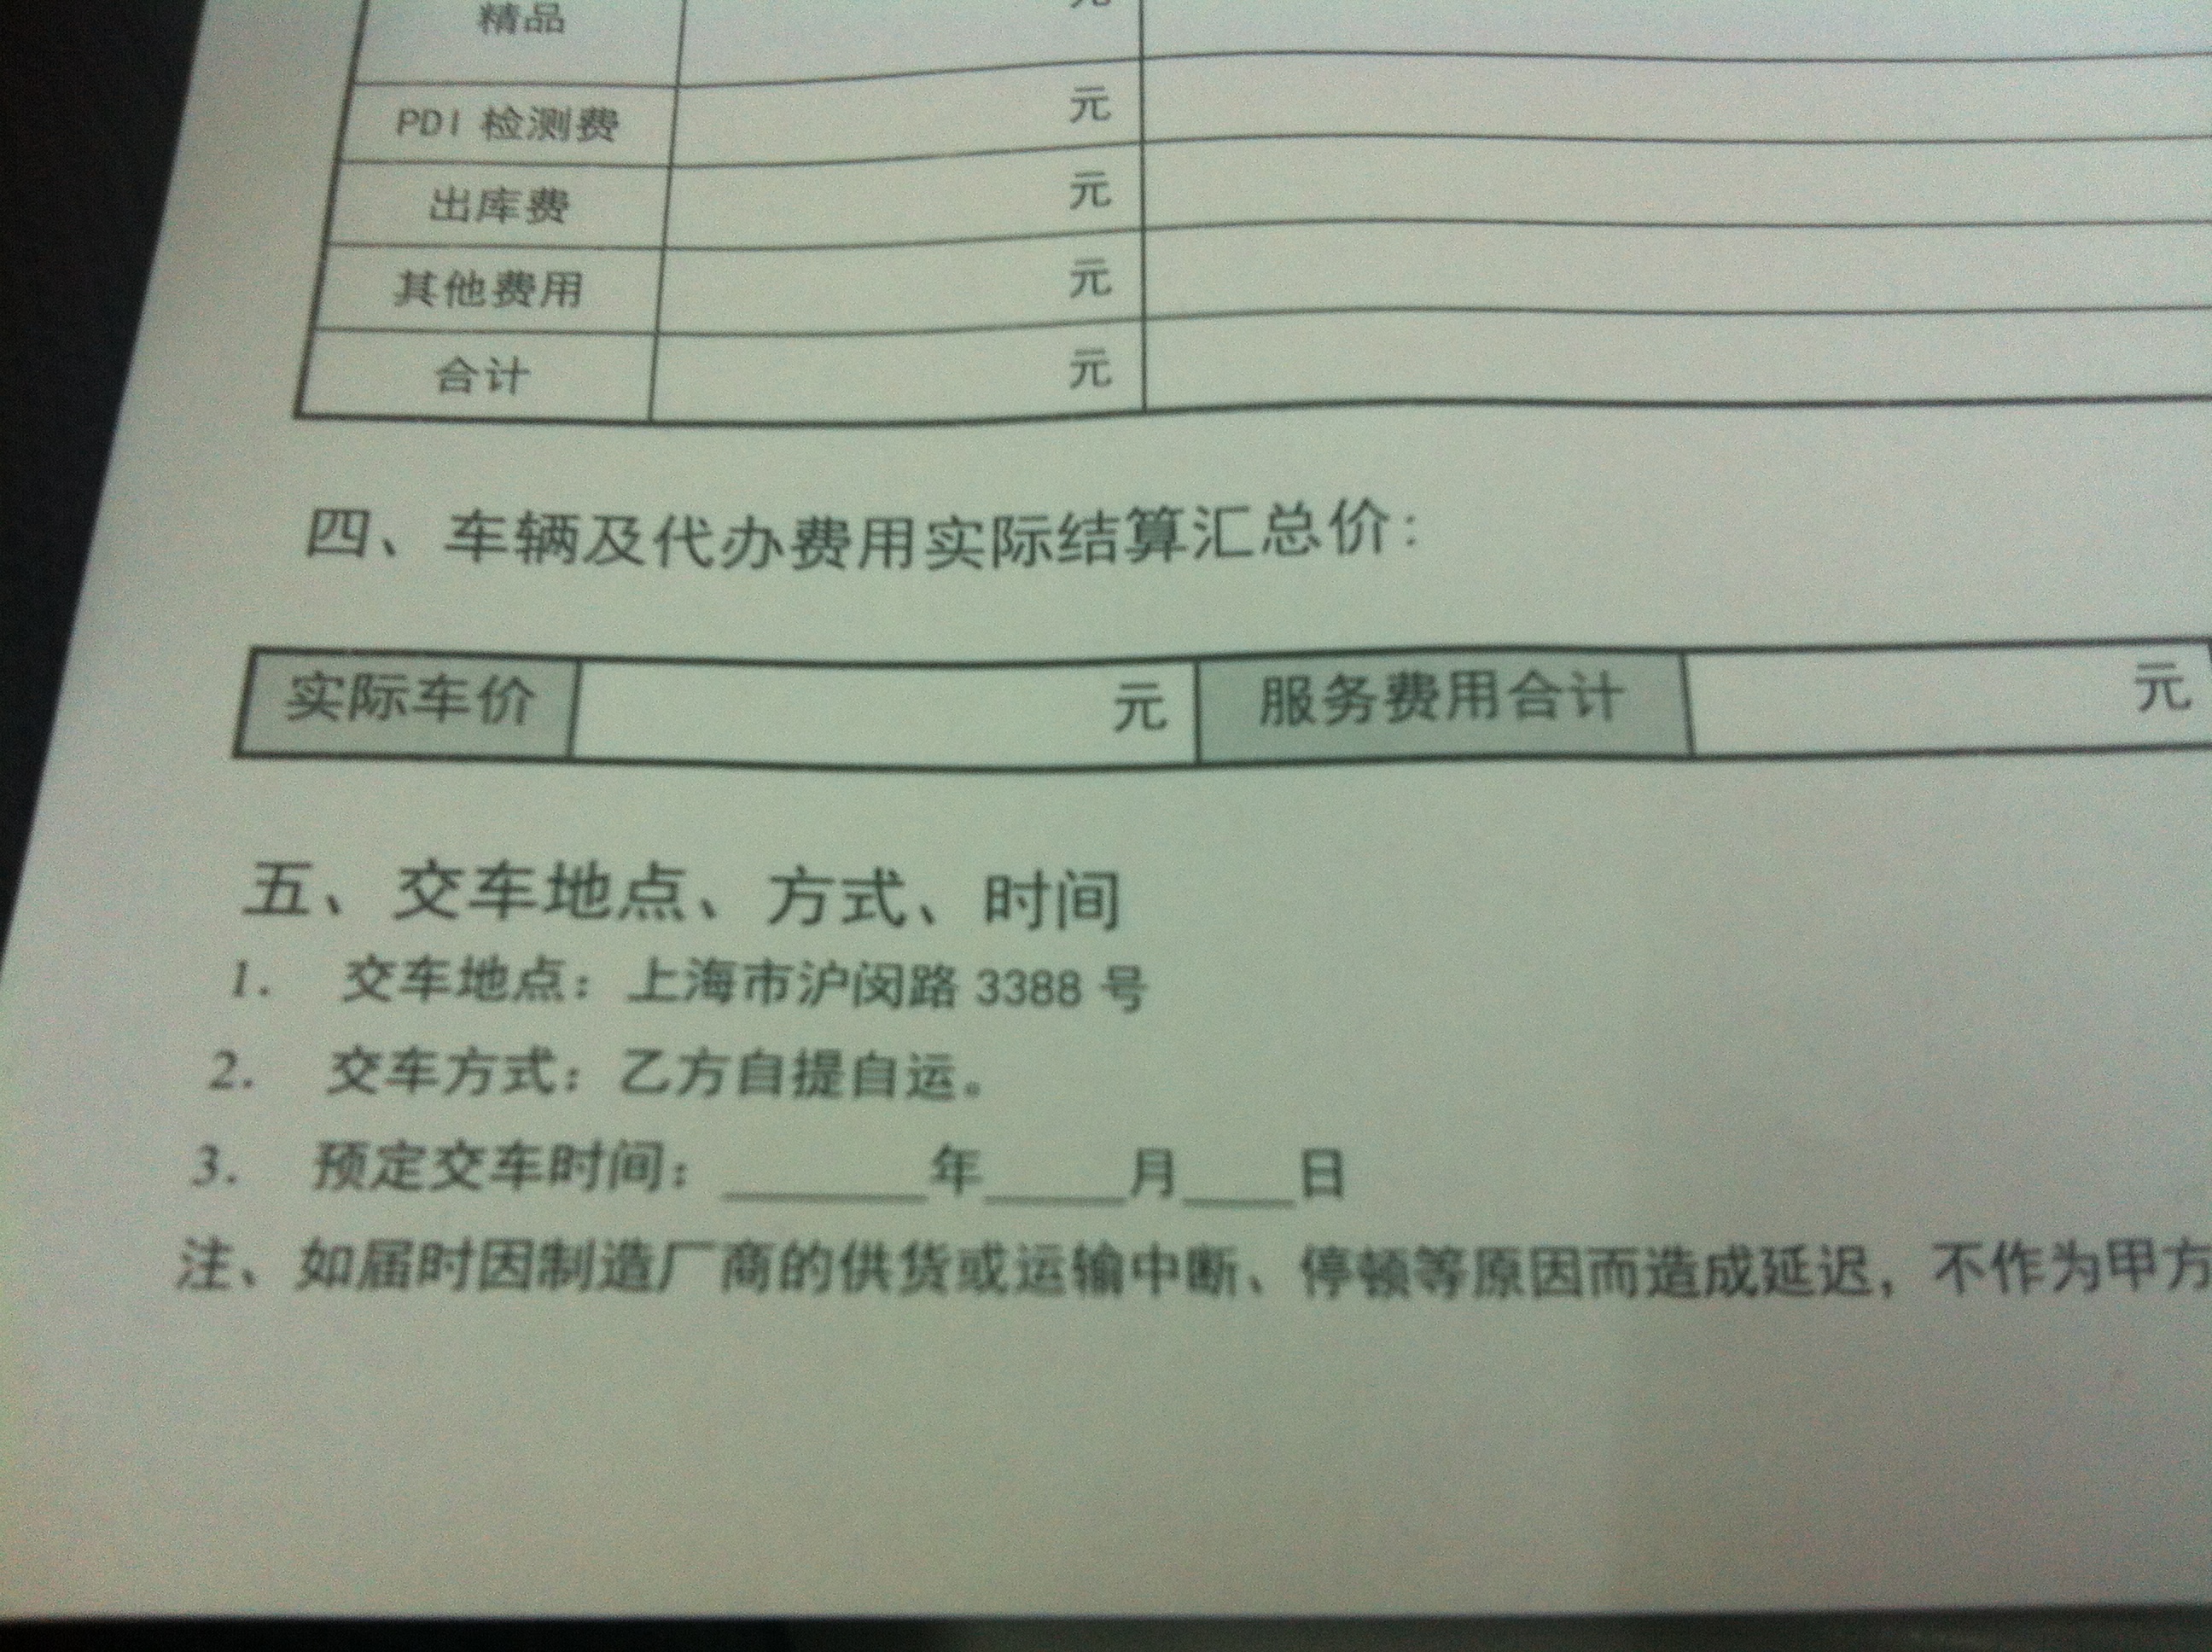 精品 元
PDI 检测费 元
出库费 元
其他费用 元
合计 元
四、车辆及代办费用实际结算汇总价：
实际车价 元 服务费用合计 元
五、交车地点、方式、时间
1. 交车地点：上海市沪闵路 3388 号
2. 交车方式：乙方自提自运。
3. 预定交车时间：_______年_____月____日
注、如届时因制造厂商的供货或运输中断、停顿等原因而造成延迟，不作为甲方